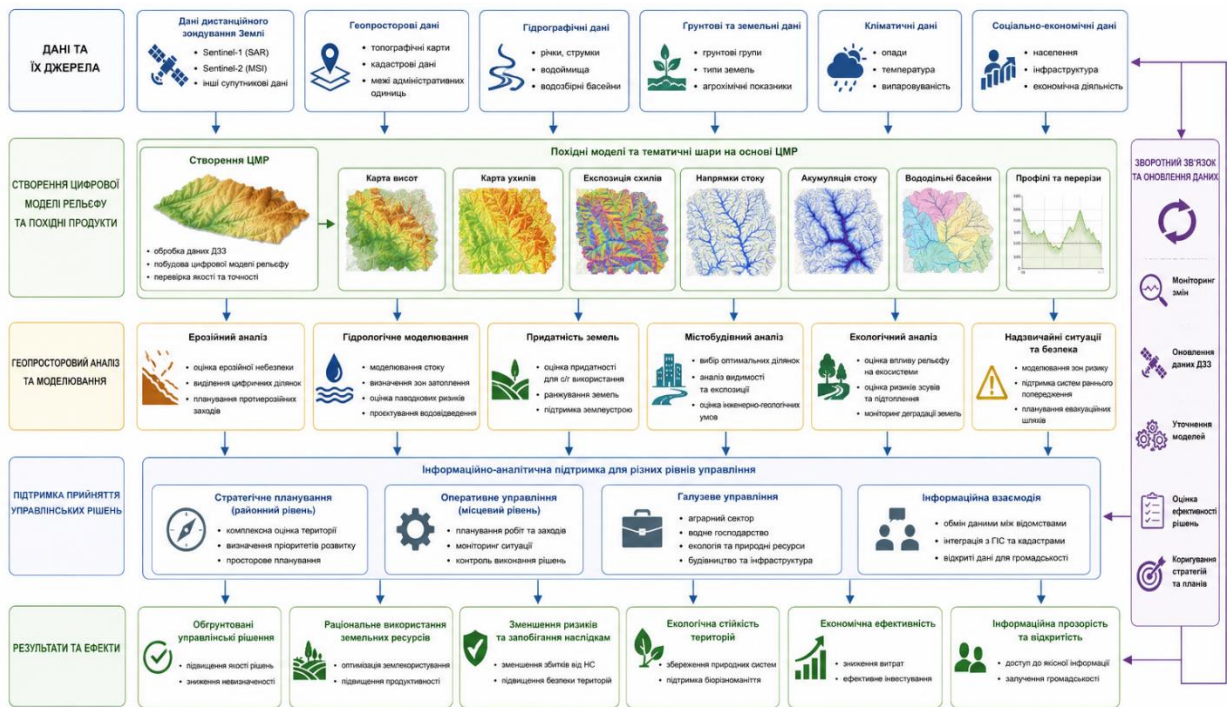 ДАНІ ТА
ЇХ ДЖЕРЕЛА
Дані дистанційного
зондування Землі
• Sentinel-1 (SAR)
• Sentinel-2 (MSI)
• інші супутникові дані
Геопросторові дані
• топографічні карти
• кадастрові дані
• межі адміністративних
одиниць
Гідрографічні дані
• річки, струмки
• водоймища
• водозбірні басейни
Грунтові та земельні дані
• грунтові групи
• типи земель
• агрохімічні показники
Кліматичні дані
• опади
• температура
• випаровуваність
Соціально-економічні дані
• населення
• інфраструктура
• економічна діяльність
СТВОРЕННЯ ЦИФРОВОЇ
МОДЕЛІ РЕЛЬЄФУ
ТА ПОХІДНІ ПРОДУКТИ
Створення ЦМР
• обробка даних ДЗЗ
• побудова цифрової моделі рельєфу
• перевірка якості та точності
Похідні моделі та тематичні шари на основі ЦМР
Карта висот
Карта ухилів
Експозиція схилів
Напрямки стоку
Акумуляція стоку
Вододільні басейни
Профілі та перерізи
ГЕОПРОСТОРОВИЙ АНАЛІЗ
ТА МОДЕЛЮВАННЯ
Ерозійний аналіз
• оцінка ерозійної небезпеки
• виділення цифричних ділянок
• планування протиерозійних
заходів
Гідрологічне моделювання
• моделювання стоку
• визначення зон затоплення
• оцінка паводкових ризиків
• проєктування водовідведення
Придатність земель
• оцінка придатності
для с/г використання
• ранжування земель
• підтримка землеустрою
Містобудівний аналіз
• вибір оптимальних ділянок
• аналіз видимості
та експозиції
• оцінка інженерно-геологічних
умов
Екологічний аналіз
• оцінка впливу рельєфу
на екосистеми
• оцінка ризиків зсувів
та підтоплення
• моніторинг деградації земель
Надзвичайні ситуації
та безпека
• моделювання зон ризику
• підтримка систем раннього
попередження
• планування евакуаційних
шляхів
ПІДТРИМКА ПРИЙНЯТТЯ
УПРАВЛІНСЬКИХ РІШЕНЬ
Інформаційно-аналітична підтримка для різних рівнів управління
Стратегічне планування
(районний рівень)
• комплексна оцінка території
• визначення пріоритетів розвитку
• просторове планування
Оперативне управління
(місцевий рівень)
• планування робіт та заходів
• моніторинг ситуації
• контроль виконання рішень
Галузеве управління
• аграрний сектор
• водне господарство
• екологія та природні ресурси
• будівництво та інфраструктура
Інформаційна взаємодія
• обмін даними між відомствами
• інтеграція з ГІС та кадастрами
• відкриті дані для громадськості
РЕЗУЛЬТАТИ ТА ЕФЕКТИ
Обгрунтовані
управлінські рішення
• підвищення якості рішень
• зниження невизначеності
Раціональне використання
земельних ресурсів
• оптимізація землекористування
• підвищення продуктивності
Зменшення ризиків
та запобігання наслідкам
• зменшення збитків від НС
• підвищення безпеки територій
Екологічна стійкість
територій
• збереження природних систем
• підтримка біорізноманіття
Економічна ефективність
• зниження витрат
• ефективне інвестування
Інформаційна прозорість
та відкритість
• доступ до якісної інформації
• залучення громадськості
ЗВОРОТНИЙ ЗВ'ЯЗОК
ТА ОНОВЛЕННЯ ДАНИХ
Моніторинг
змін
Оновлення
даних ДЗЗ
Уточнення
моделей
Оцінка
ефективності
рішень
Коригування
стратегій
та планів